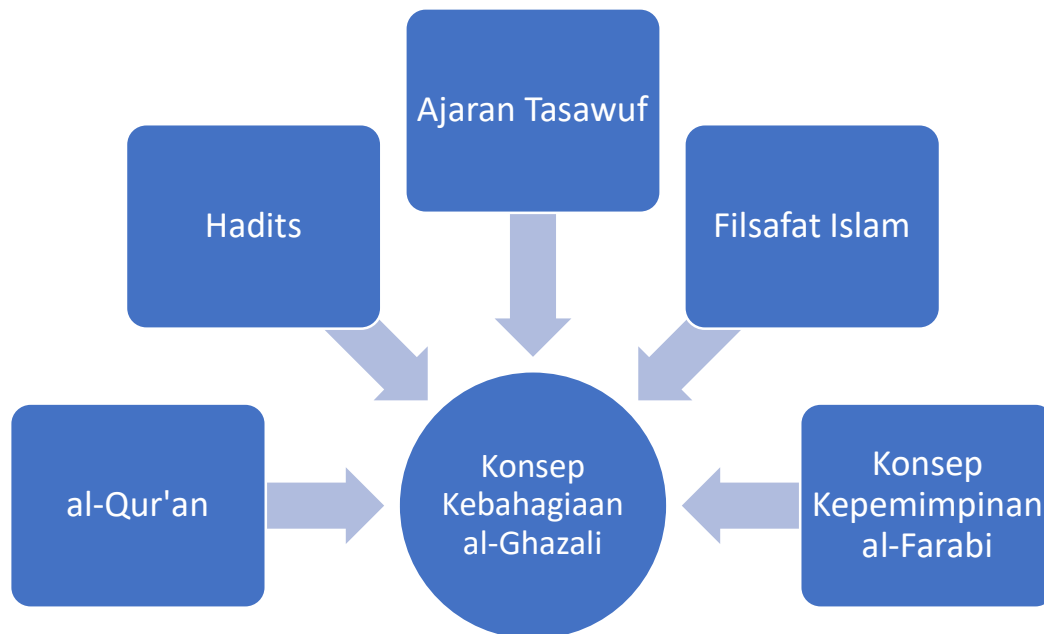 Ajaran Tasawuf
Hadits
Filsafat Islam
al-Qur'an
Konsep
Kebahagiaan
al-Ghazali
Konsep
Kepemimpinan
al-Farabi